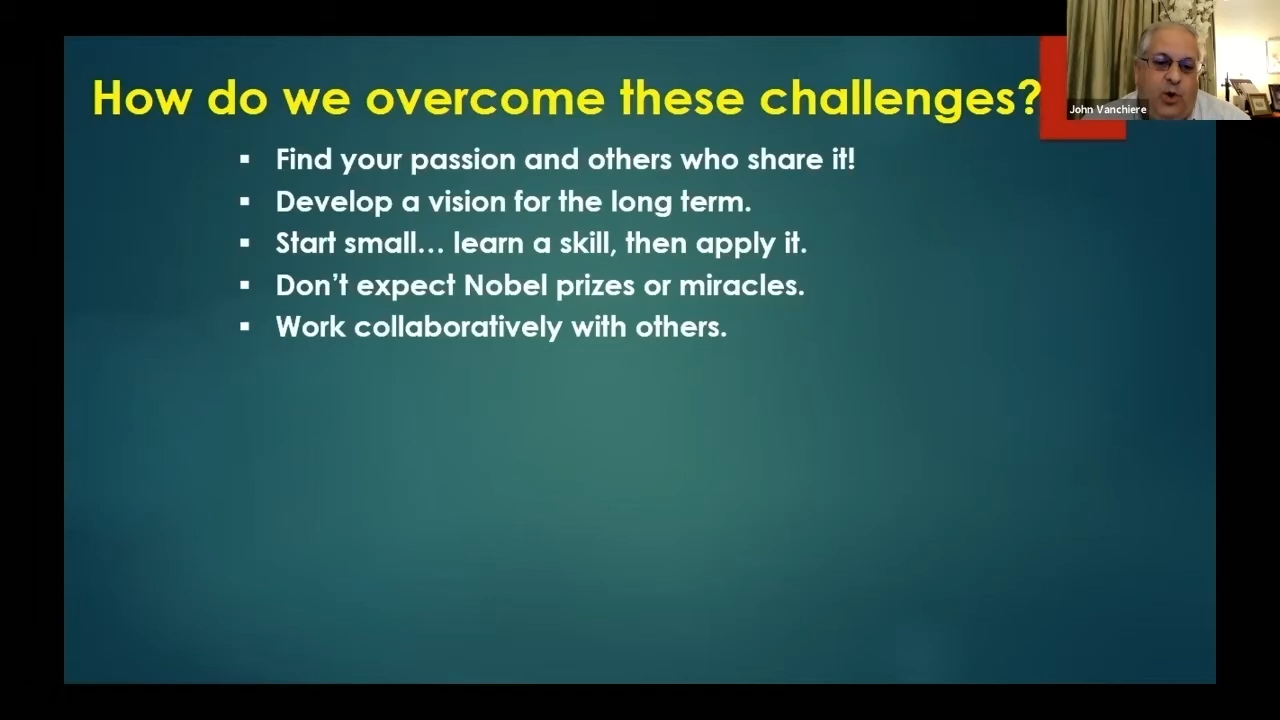 How do we overcome these challenges?
John Vanchiere
▪ Find your passion and others who share it!
▪ Develop a vision for the long term.
▪ Start small… learn a skill, then apply it.
▪ Don’t expect Nobel prizes or miracles.
▪ Work collaboratively with others.